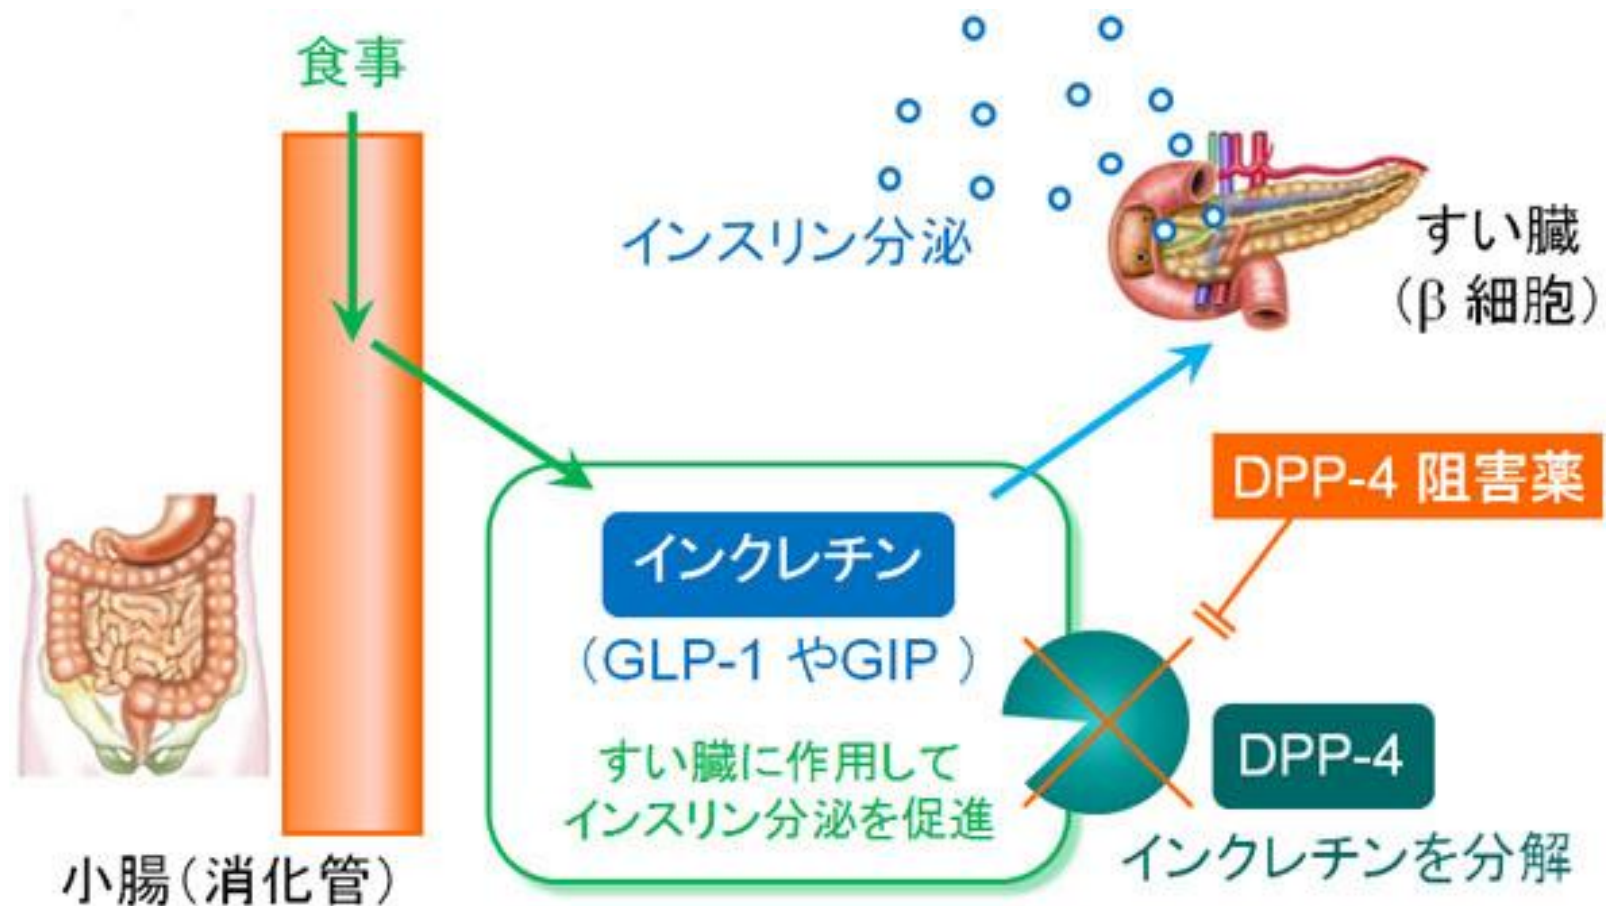 食事
インスリン分泌
すい臓
（β 細胞）
DPP-4 阻害薬
インクレチン
（GLP-1 やGIP ）
すい臓に作用して
インスリン分泌を促進
DPP-4
インクレチンを分解
小腸（消化管）